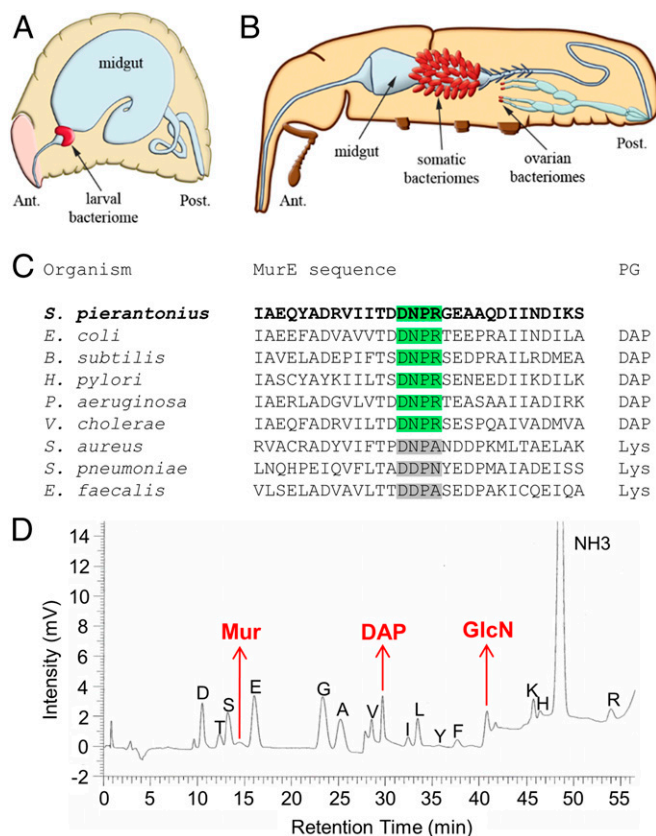 A
midgut
Ant.
larval
bacteriome
Post.
B
midgut
somatic
bacteriomes
ovarian
bacteriomes
Ant.
Post.
C
Organism MurE sequence PG
S. pierantonius IAEQYADRVIITDDNPRGEAAQDIINDIKS
E. coli IAEEFADVAVVTDDNPRTEEPRAIINDILA DAP
B. subtilis IAVELADEPIFTSDNPRSEDPRAILRDMEA DAP
H. pylori IASCYAYKIILTSDNPRSENEEDIIKDILK DAP
P. aeruginosa IAERLADGVLVTDDNPRTEASAAIIADIRK DAP
V. cholerae IAEQFADRVILTDDNPRSESPQAIVADMVA DAP
S. aureus RVACRADYVIFTPDNPANDDPKMLTAELAK Lys
S. pneumoniae LNQHPEIQVFLTADDPNYEDPMAIADEISS Lys
E. faecalis VLSELADAVVLTTDDPASEDPAKICQEIQA Lys
D
Intensity (mV)
14
12
10
8
6
4
2
0
-2
Mur DAP GlcN NH3
D T S E G A V I L Y F K H R
0 5 10 15 20 25 30 35 40 45 50 55
Retention Time (min)